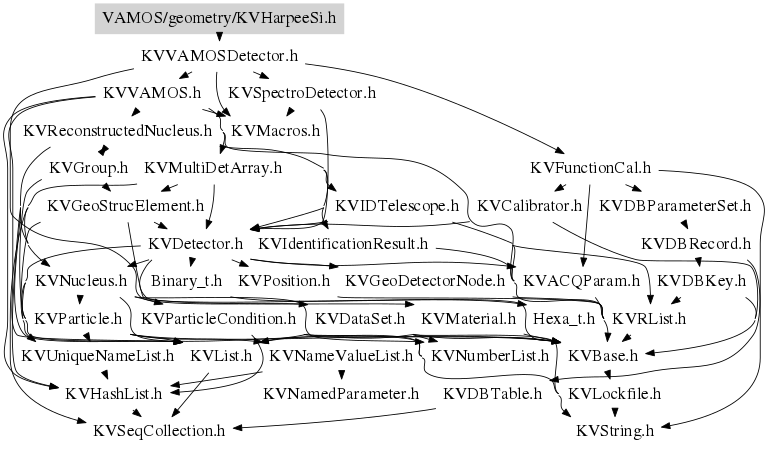 VAMOS/geometry/KVHarpeeSi.h
KVVAMOSDetector.h
KVVAMOS.h KVSpectroDetector.h
KVReconstructedNucleus.h KVMacros.h
KVGroup.h KVMultiDetArray.h KVFunctionCal.h
KVGeoStrucElement.h KVIDTelescope.h KVCalibrator.h KVDBParameterSet.h
KVDetector.h KVIdentificationResult.h KVDBRecord.h
KVNucleus.h Binary_t.h KVPosition.h KVGeoDetectorNode.h KVACQParam.h KVDBKey.h
KVParticle.h KVParticleCondition.h KVDataSet.h KVMaterial.h Hexa_t.h KVRList.h
KVUniqueNameList.h KVList.h KVNameValueList.h KVNumberList.h KVBase.h
KVHashList.h KVNamedParameter.h KVDBTable.h KVLockfile.h
KVSeqCollection.h KVString.h